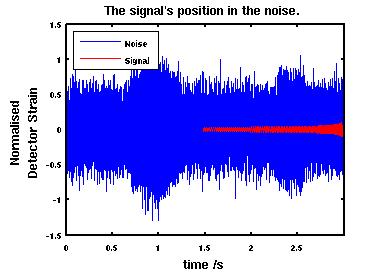 The signal's position in the noise.
Normalised
Detector Strain
1.5
1
0.5
0
-0.5
-1
-1.5
Noise
Signal
0
0.5
1
1.5
2
2.5
time /s